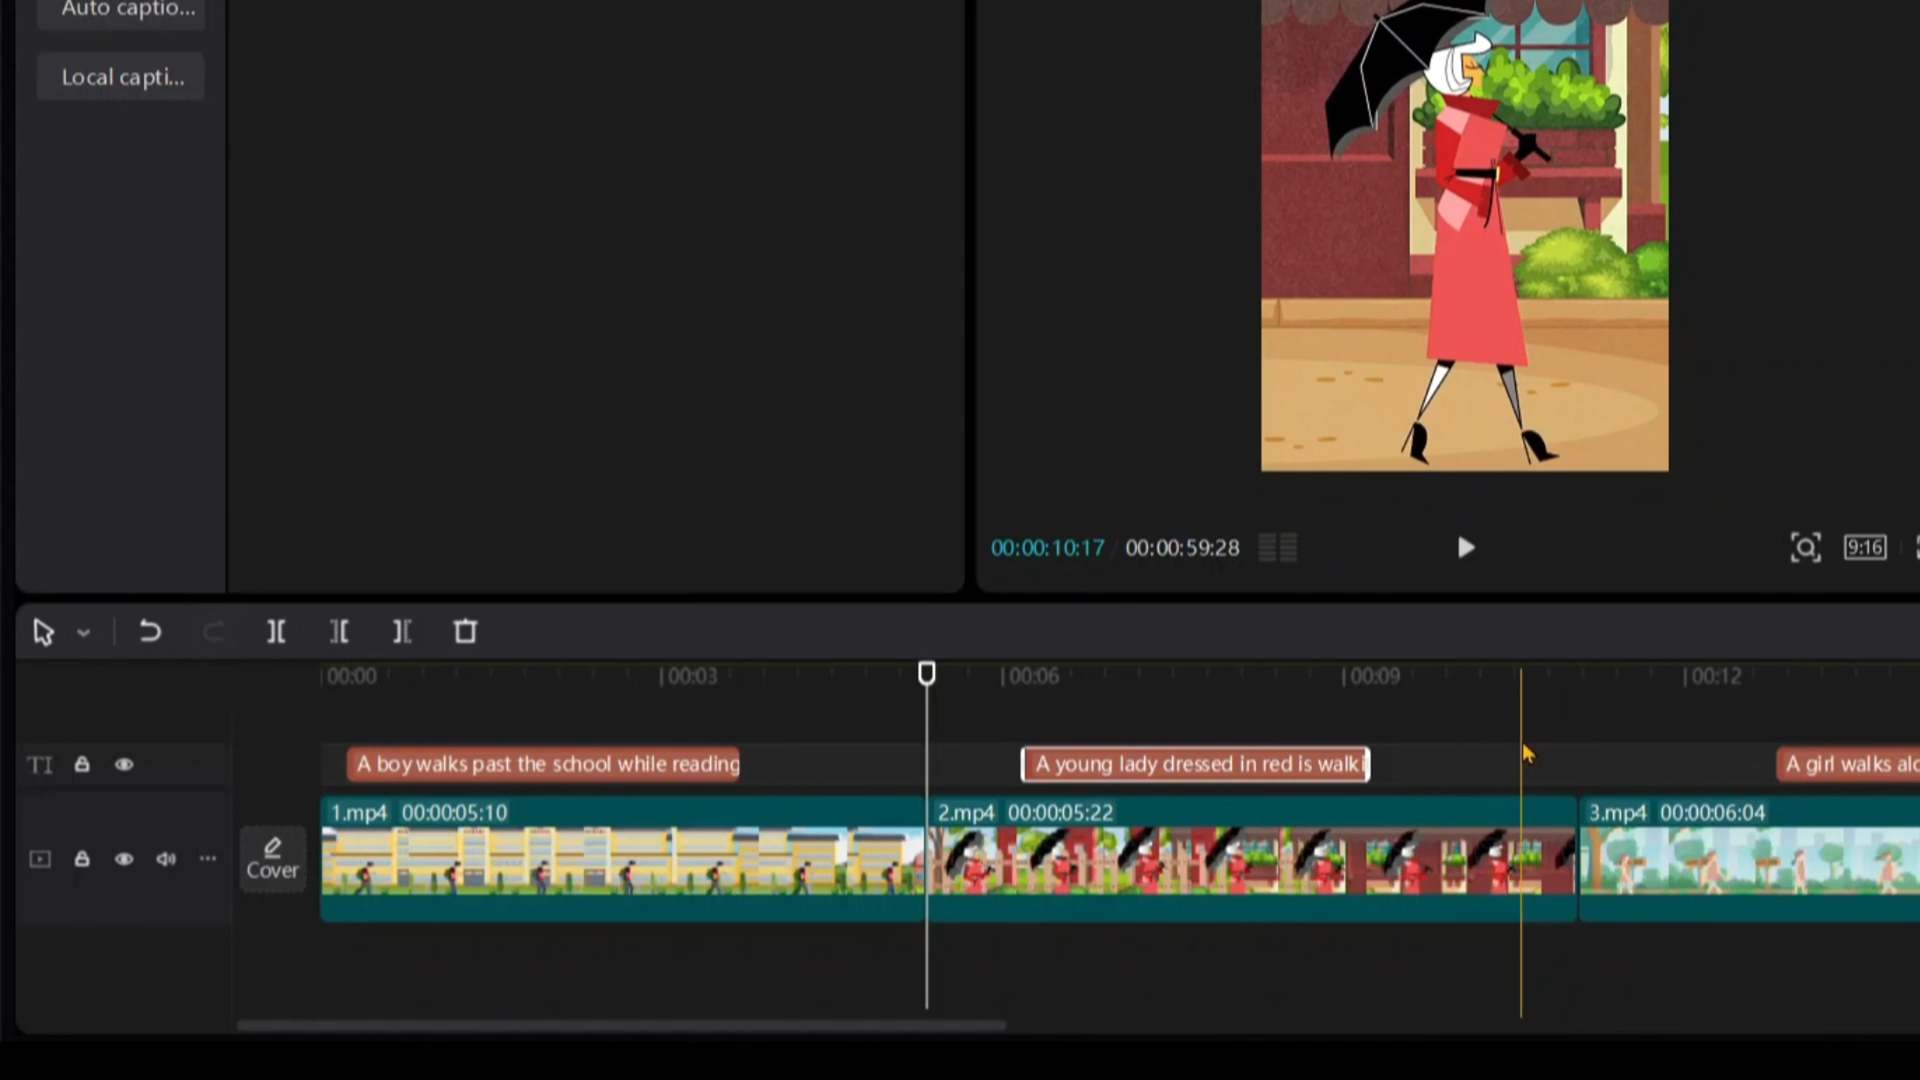 Auto captio...
Local capti...
00:00:10:17 00:00:59:28
9:16
00:00 00:03 00:06 00:09 00:12
TI
A boy walks past the school while reading
A young lady dressed in red is walki
A girl walks alo
1.mp4 00:00:05:10
2.mp4 00:00:05:22
3.mp4 00:00:06:04
Cover